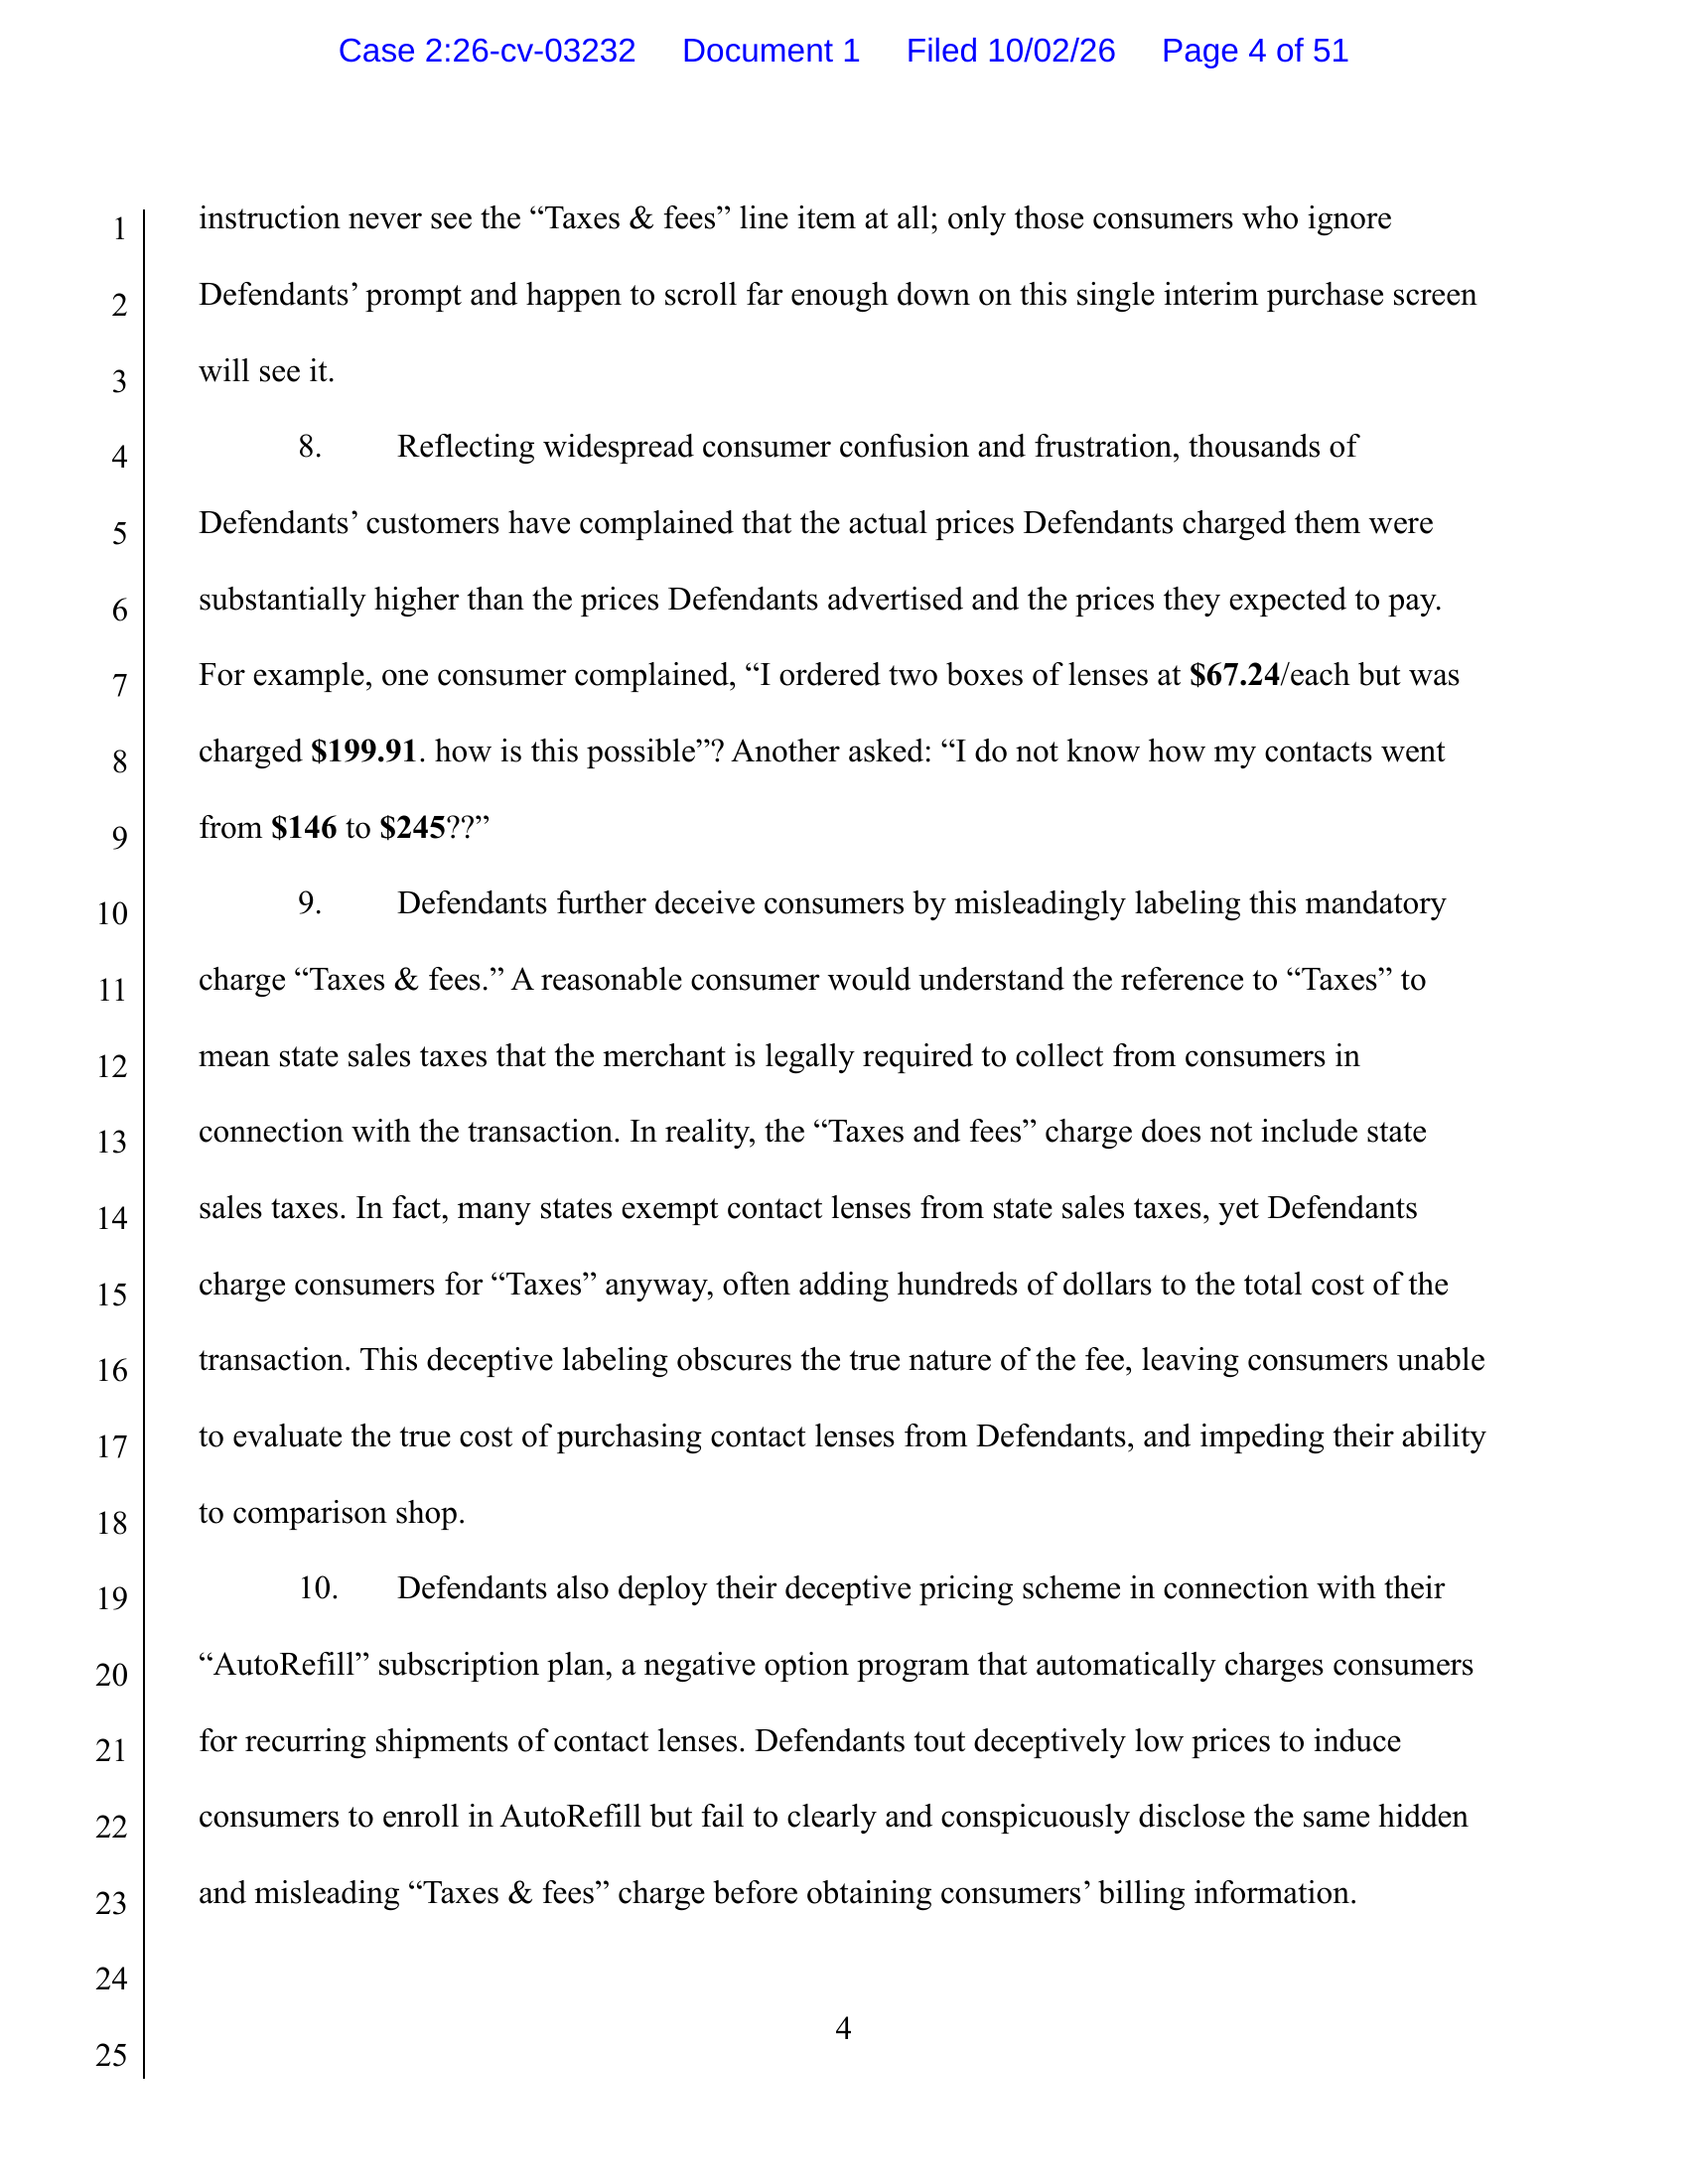 Case 2:26-cv-03232 Document 1 Filed 10/02/26 Page 4 of 51
1 instruction never see the “Taxes & fees” line item at all; only those consumers who ignore
2 Defendants’ prompt and happen to scroll far enough down on this single interim purchase screen
3 will see it.
4 8. Reflecting widespread consumer confusion and frustration, thousands of
5 Defendants’ customers have complained that the actual prices Defendants charged them were
6 substantially higher than the prices Defendants advertised and the prices they expected to pay.
7 For example, one consumer complained, “I ordered two boxes of lenses at $67.24/each but was
8 charged $199.91. how is this possible”? Another asked: “I do not know how my contacts went
9 from $146 to $245??”
10 9. Defendants further deceive consumers by misleadingly labeling this mandatory
11 charge “Taxes & fees.” A reasonable consumer would understand the reference to “Taxes” to
12 mean state sales taxes that the merchant is legally required to collect from consumers in
13 connection with the transaction. In reality, the “Taxes and fees” charge does not include state
14 sales taxes. In fact, many states exempt contact lenses from state sales taxes, yet Defendants
15 charge consumers for “Taxes” anyway, often adding hundreds of dollars to the total cost of the
16 transaction. This deceptive labeling obscures the true nature of the fee, leaving consumers unable
17 to evaluate the true cost of purchasing contact lenses from Defendants, and impeding their ability
18 to comparison shop.
19 10. Defendants also deploy their deceptive pricing scheme in connection with their
20 “AutoRefill” subscription plan, a negative option program that automatically charges consumers
21 for recurring shipments of contact lenses. Defendants tout deceptively low prices to induce
22 consumers to enroll in AutoRefill but fail to clearly and conspicuously disclose the same hidden
23 and misleading “Taxes & fees” charge before obtaining consumers’ billing information.
24
4
25